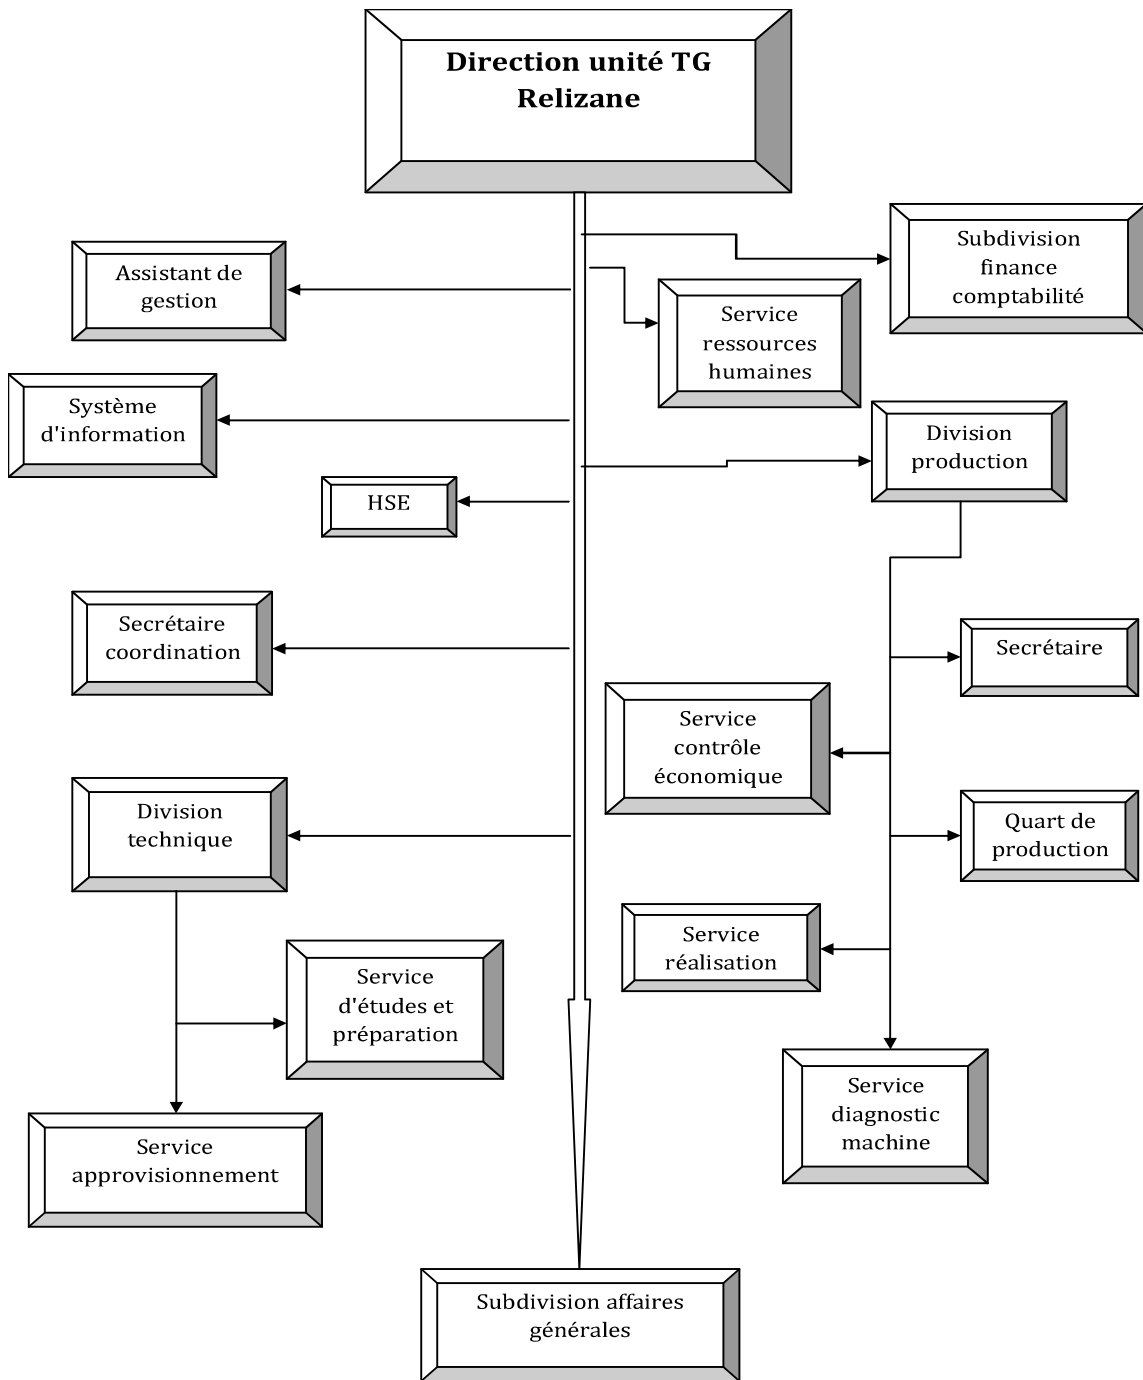 Direction unité TG
Relizane
Subdivision
finance
comptabilité
Assistant de
gestion
Service
ressources
humaines
Système
d'information
Division
production
HSE
Secrétaire
coordination
Secrétaire
Service
contrôle
économique
Division
technique
Quart de
production
Service
réalisation
Service
d'études et
préparation
Service
diagnostic
machine
Service
approvisionnement
Subdivision affaires
générales